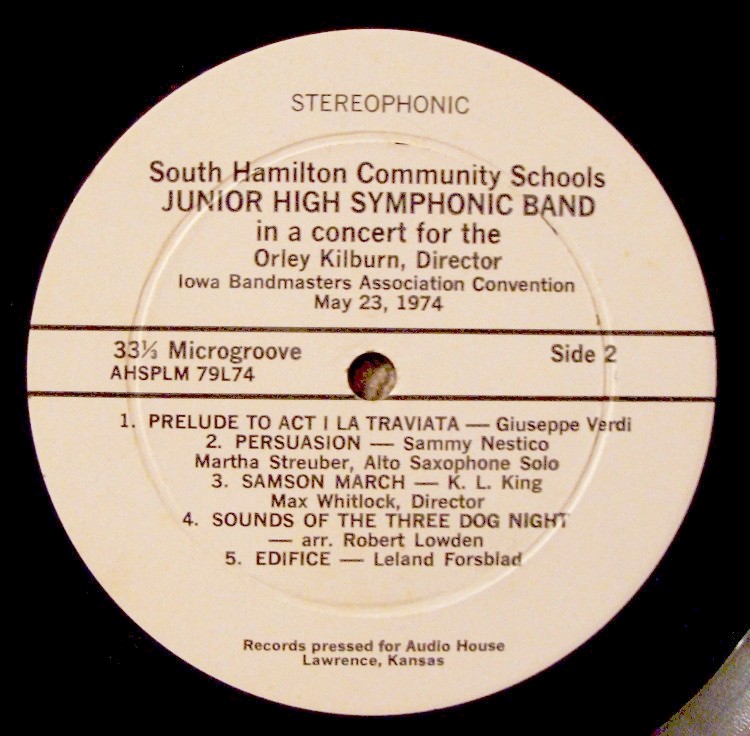 STEREOPHONIC
South Hamilton Community Schools
JUNIOR HIGH SYMPHONIC BAND
in a concert for the
Orley Kilburn, Director
Iowa Bandmasters Association Convention
May 23, 1974
33⅓ Microgroove
Side 2
AHSPLM 79L74
1. PRELUDE TO ACT I LA TRAVIATA — Giuseppe Verdi
2. PERSUASION — Sammy Nestico
Martha Streuber, Alto Saxophone Solo
3. SAMSON MARCH — K. L. King
Max Whitlock, Director
4. SOUNDS OF THE THREE DOG NIGHT
— arr. Robert Lowden
5. EDIFICE — Leland Forsblad
Records pressed for Audio House
Lawrence, Kansas